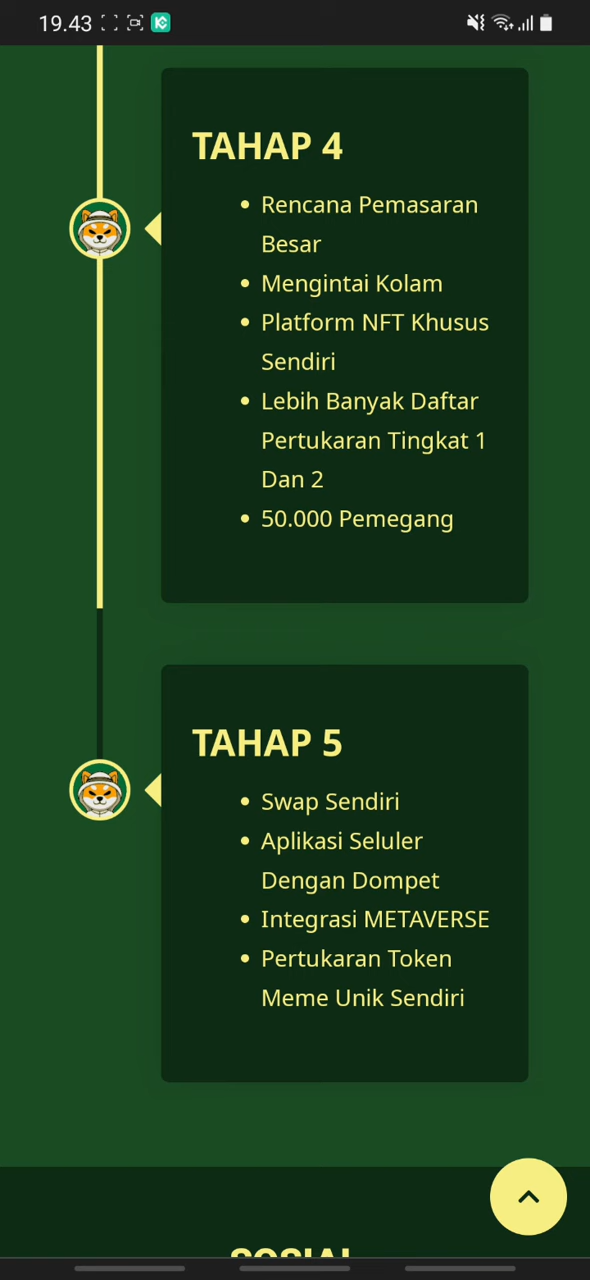 19.43
TAHAP 4
Rencana Pemasaran
Besar
Mengintai Kolam
Platform NFT Khusus
Sendiri
Lebih Banyak Daftar
Pertukaran Tingkat 1
Dan 2
50.000 Pemegang
TAHAP 5
Swap Sendiri
Aplikasi Seluler
Dengan Dompet
Integrasi METAVERSE
Pertukaran Token
Meme Unik Sendiri
SOSIAL